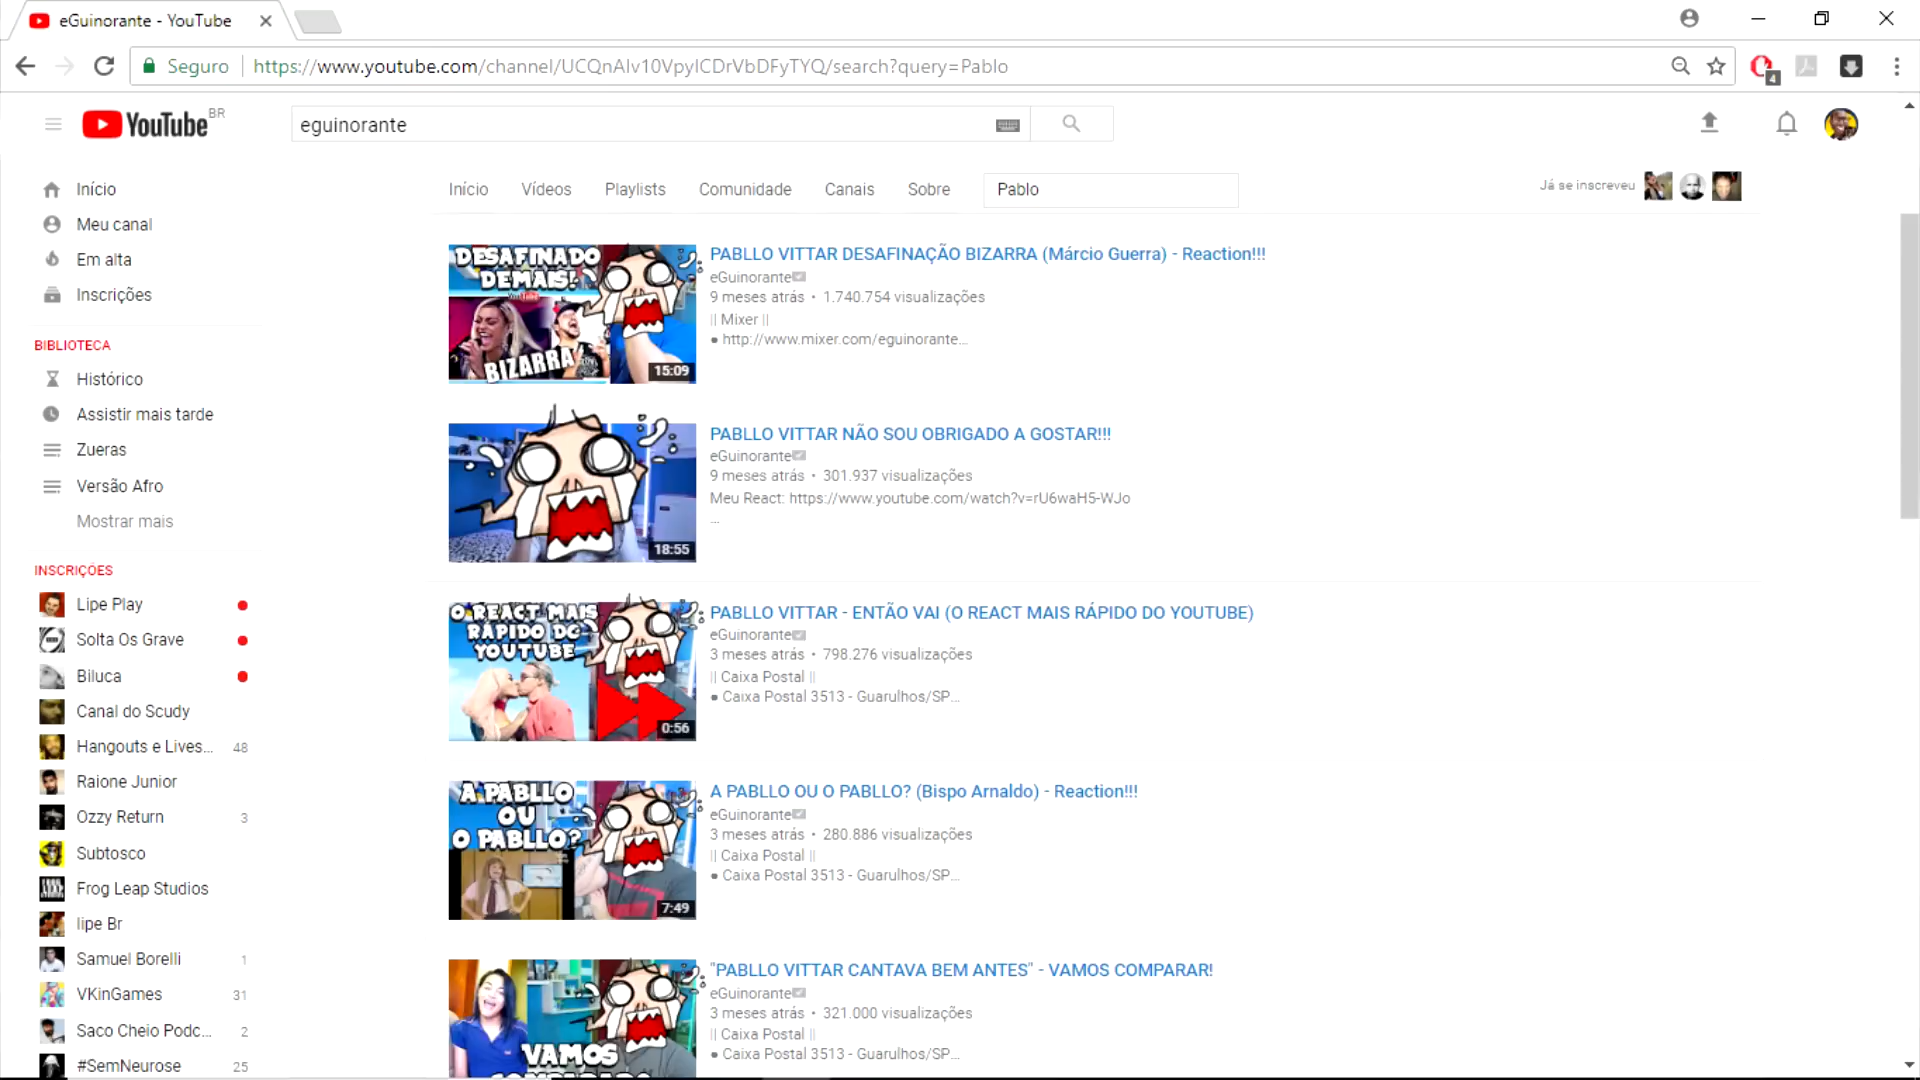 eGuinorante - YouTube
Seguro
https://www.youtube.com/channel/UCQnAlv10VpyICDrVbDFyTYQ/search?query=Pablo
4
YouTube BR
eguinorante
Início
Meu canal
Em alta
Inscrições
BIBLIOTECA
Histórico
Assistir mais tarde
Zueras
Versão Afro
Mostrar mais
INSCRIÇÕES
Lipe Play
Solta Os Grave
Biluca
Canal do Scudy
Hangouts e Lives... 48
Raione Junior
Ozzy Return 3
Subtosco
Frog Leap Studios
lipe Br
Samuel Borelli 1
VKinGames 31
Saco Cheio Podc... 2
#SemNeurose 25
Início Vídeos Playlists Comunidade Canais Sobre Pablo
Já se inscreveu
DESAFINADO
DEMAIS!
BIZARRA
15:09
PABLLO VITTAR DESAFINAÇÃO BIZARRA (Márcio Guerra) - Reaction!!!
eGuinorante
9 meses atrás • 1.740.754 visualizações
|| Mixer ||
● http://www.mixer.com/eguinorante...
18:55
PABLLO VITTAR NÃO SOU OBRIGADO A GOSTAR!!!
eGuinorante
9 meses atrás • 301.937 visualizações
Meu React: https://www.youtube.com/watch?v=rU6waH5-WJo
...
O REACT MAIS
RÁPIDO DO
YOUTUBE
0:56
PABLLO VITTAR - ENTÃO VAI (O REACT MAIS RÁPIDO DO YOUTUBE)
eGuinorante
3 meses atrás • 798.276 visualizações
|| Caixa Postal ||
● Caixa Postal 3513 - Guarulhos/SP...
A PABLLO
OU
O PABLLO?
7:49
A PABLLO OU O PABLLO? (Bispo Arnaldo) - Reaction!!!
eGuinorante
3 meses atrás • 280.886 visualizações
|| Caixa Postal ||
● Caixa Postal 3513 - Guarulhos/SP...
VAMOS
"PABLLO VITTAR CANTAVA BEM ANTES" - VAMOS COMPARAR!
eGuinorante
3 meses atrás • 321.000 visualizações
|| Caixa Postal ||
● Caixa Postal 3513 - Guarulhos/SP...